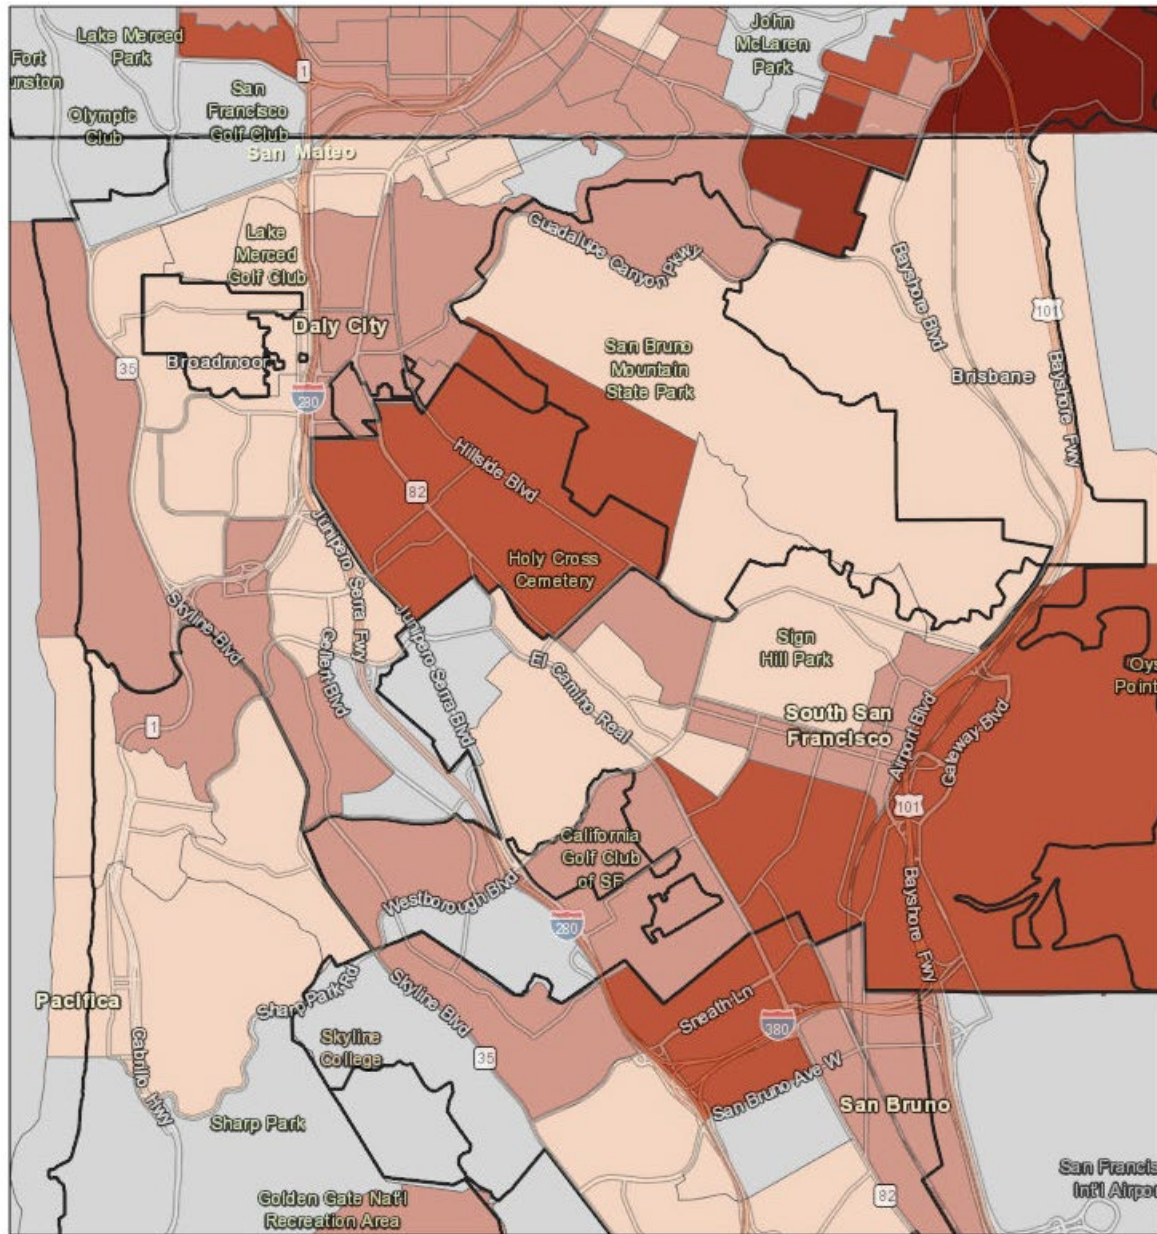 Lake Merced
Park
John
McLaren
Park
Fort
unston
1
San
Francisco
Golf Club
Olympic
Club
San Mateo
Lake
Merced
Golf Club
Guadalupe Canyon Pkwy
Bayshore Blvd
101
Daly City
Broadmoor
35
280
San Bruno
Mountain
State Park
Brisbane
Bayshore Fwy
Hillside Blvd
82
Junipero Serra Fwy
Holy Cross
Cemetery
Skyline Blvd
Callan Blvd
Junipero Serra Blvd
El Camino Real
Sign
Hill Park
Oys
Point
1
South San
Francisco
Airport Blvd
Gateway Blvd
101
California
Golf Club
of SF
Westborough Blvd
280
Bayshore Fwy
Pacifica
Sharp Park Rd
Skyline Blvd
Sneath Ln
380
Skyline
College
35
Cabrillo Hwy
San Bruno Ave W
San Bruno
Sharp Park
San Francis
Int'l Airpor
82
Golden Gate Nat'l
Recreation Area